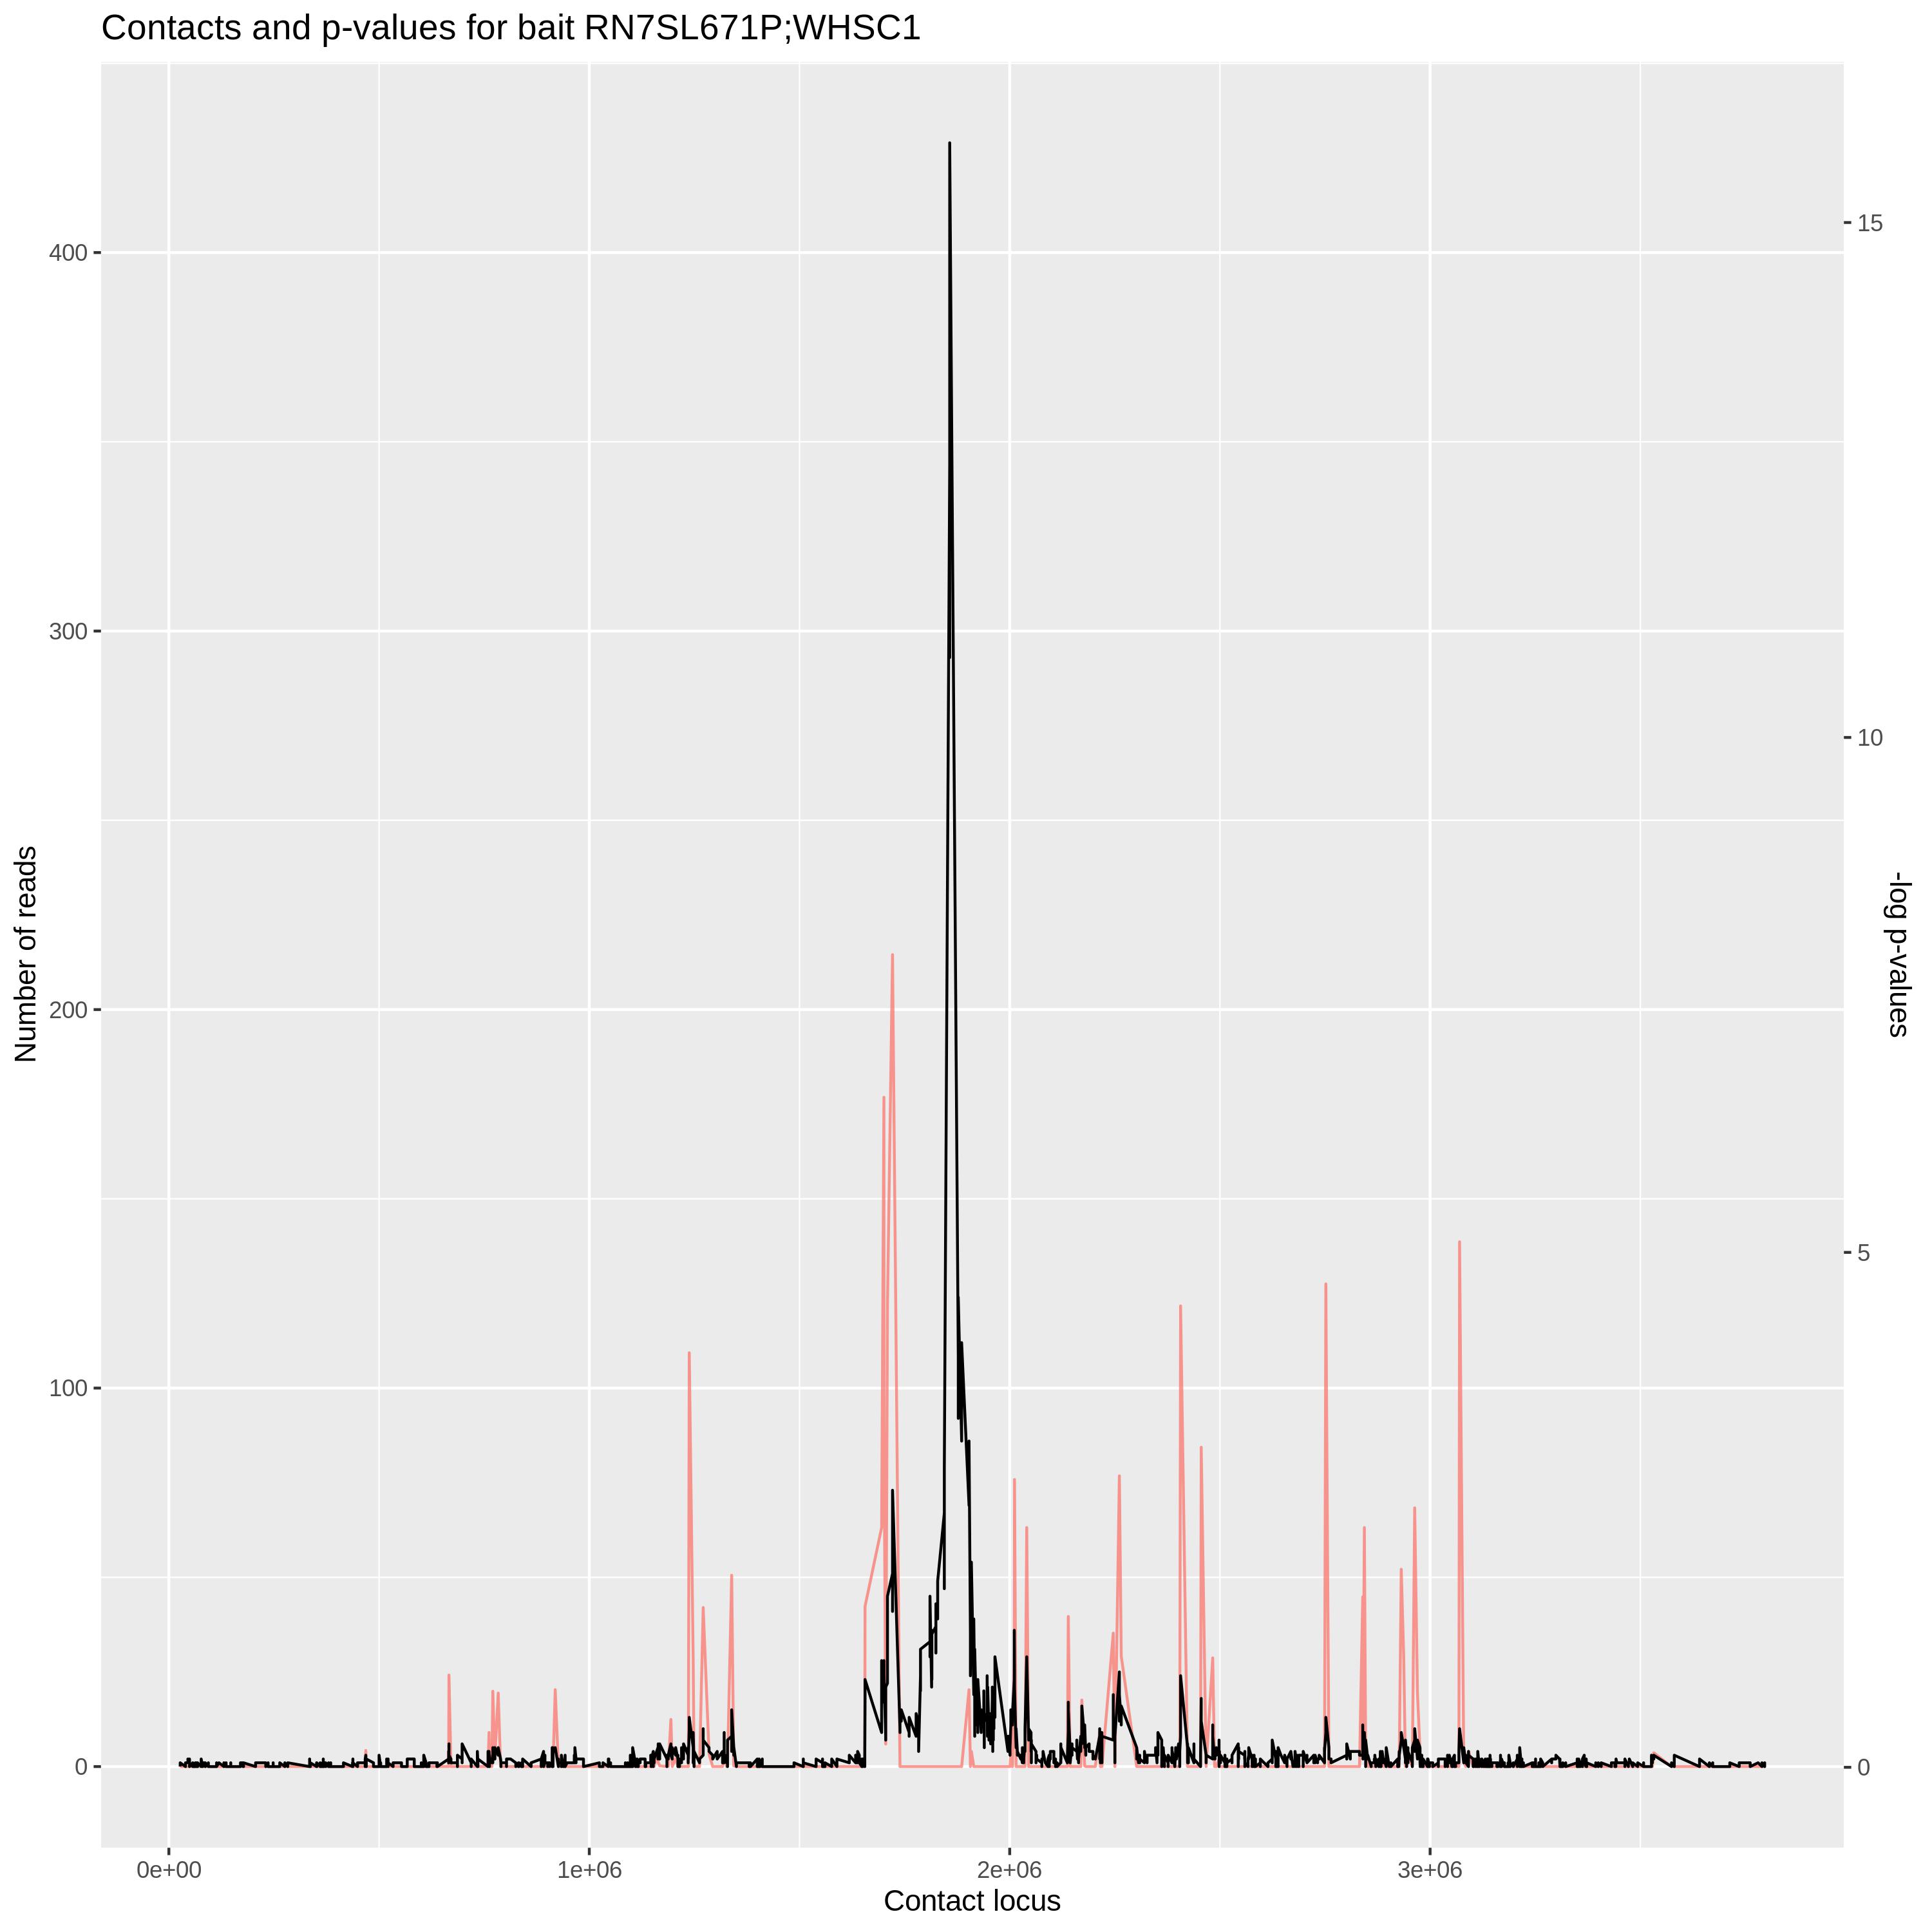 Contacts and p-values for bait RN7SL671P;WHSC1
400
300
200
100
0
Number of reads
15
10
5
0
-log p-values
0e+00 1e+06 2e+06 3e+06
Contact locus